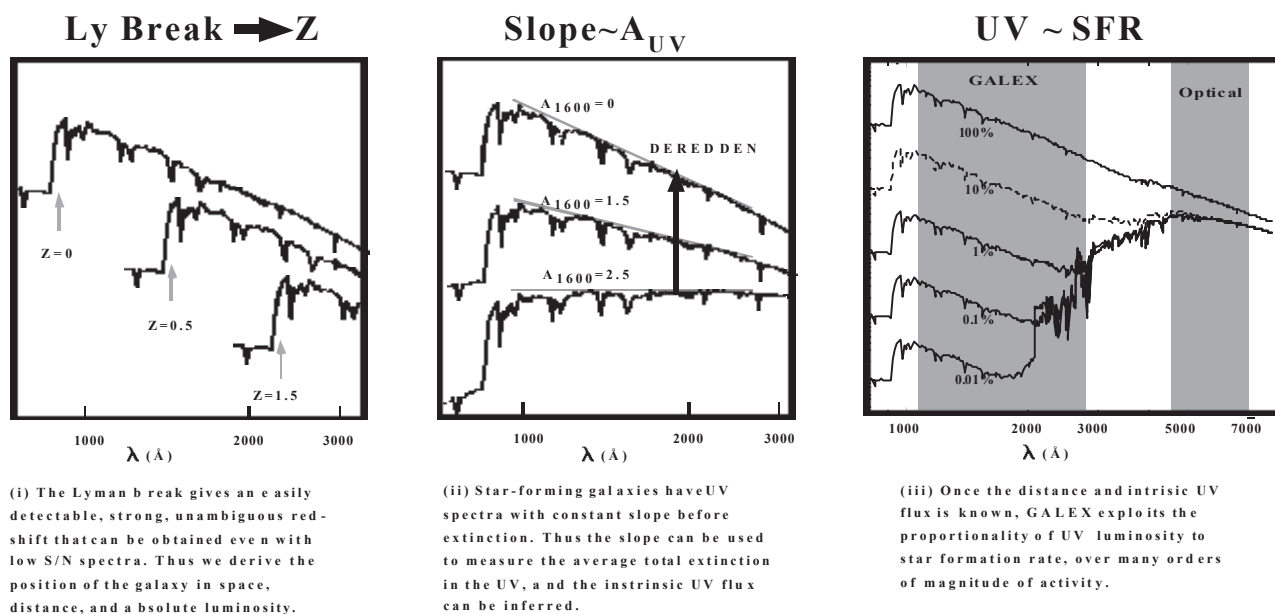 Ly Break Z
Z=0
Z=0.5
Z=1.5
1000 2000 3000
λ (Å)
(i) The Lyman break gives an easily
detectable, strong, unambiguous red-
shift that can be obtained even with
low S/N spectra. Thus we derive the
position of the galaxy in space,
distance, and absolute luminosity.
Slope~AUV
A1600=0
DEREDDEN
A1600=1.5
A1600=2.5
1000 2000 3000
λ (Å)
(ii) Star-forming galaxies have UV
spectra with constant slope before
extinction. Thus the slope can be used
to measure the average total extinction
in the UV, and the instrinsic UV flux
can be inferred.
UV ~ SFR
GALEX
Optical
100%
10%
1%
0.1%
0.01%
1000 2000 3000 5000 7000
λ (Å)
(iii) Once the distance and intrisic UV
flux is known, GALEX exploits the
proportionality of UV luminosity to
star formation rate, over many orders
of magnitude of activity.